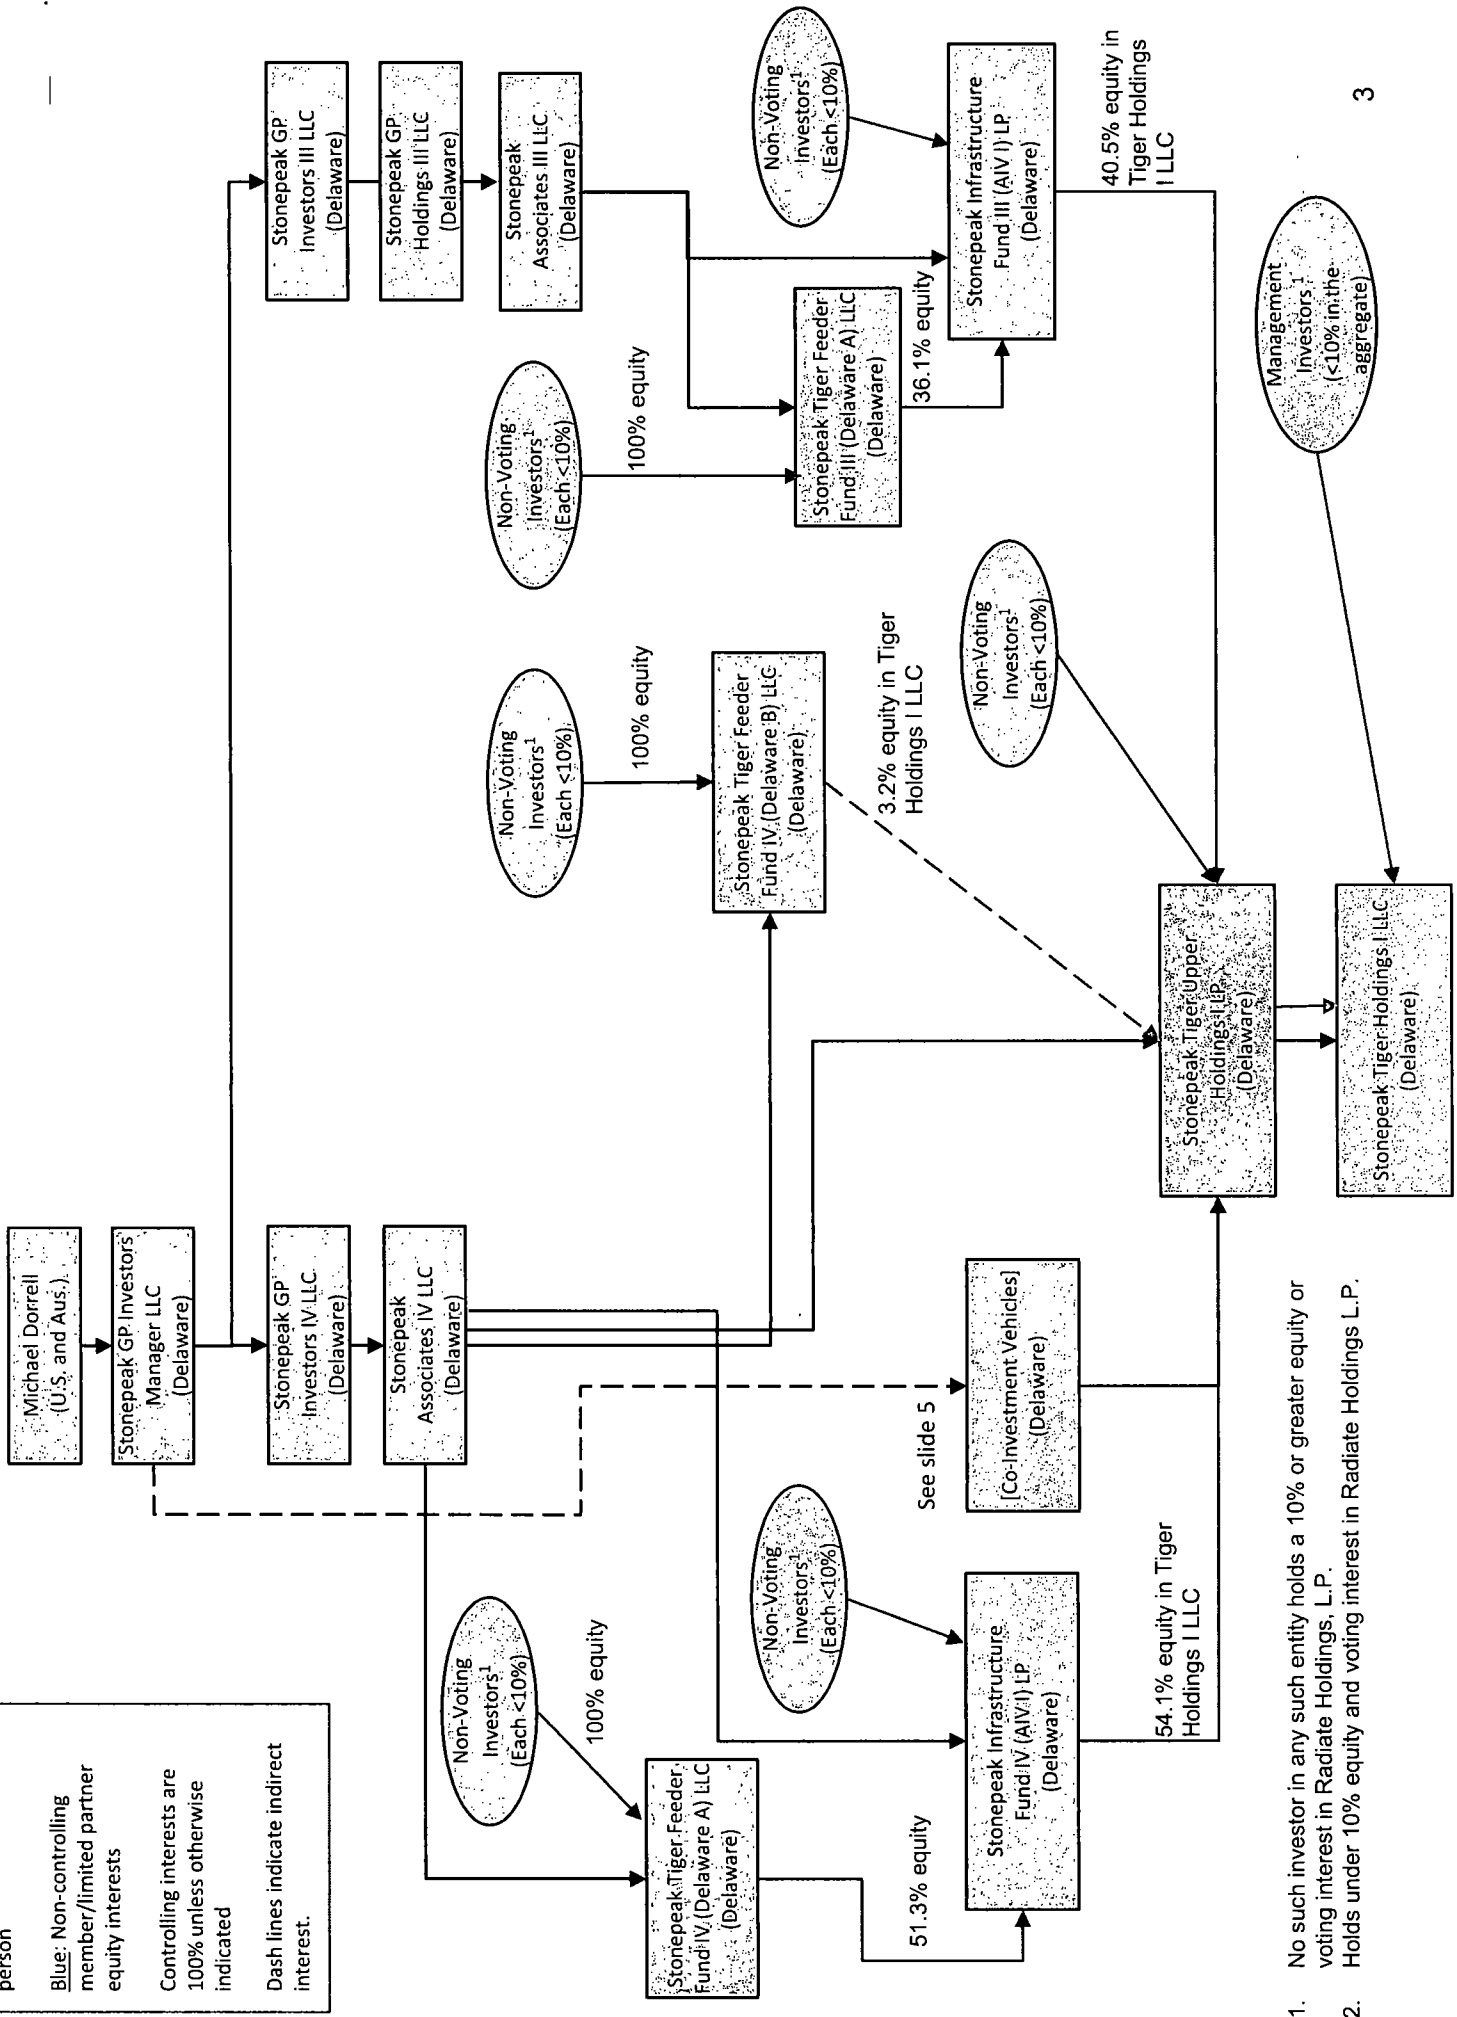 person
Blue: Non-controlling
member/limited partner
equity interests
Controlling interests are
100% unless otherwise
indicated
Dash lines indicate indirect
interest.
Michael Dorrell
(U.S. and Aus.)
Stonepeak GP Investors
Manager LLC
(Delaware)
Stonepeak GP
Investors IV LLC
(Delaware)
Stonepeak
Associates IV LLC
(Delaware)
Stonepeak GP
Investors III LLC
(Delaware)
Stonepeak GP
Holdings III LLC
(Delaware)
Stonepeak
Associates III LLC
(Delaware)
Non-Voting
Investors1
(Each <10%)
100% equity
Non-Voting
Investors1
(Each <10%)
100% equity
Non-Voting
Investors1
(Each <10%)
100% equity
Stonepeak Tiger Feeder
Fund IV (Delaware A) LLC
(Delaware)
Stonepeak Tiger Feeder
Fund IV (Delaware B) LLC
(Delaware)
Stonepeak Tiger Feeder
Fund III (Delaware A) LLC
(Delaware)
Non-Voting
Investors1
(Each <10%)
Non-Voting
Investors1
(Each <10%)
51.3% equity
See slide 5
3.2% equity in Tiger
Holdings I LLC
36.1% equity
Stonepeak Infrastructure
Fund IV (AIV I) LP
(Delaware)
[Co-Investment Vehicles]
(Delaware)
Non-Voting
Investors1
(Each <10%)
Stonepeak Infrastructure
Fund III (AIV I) LP
(Delaware)
54.1% equity in Tiger
Holdings I LLC
40.5% equity in
Tiger Holdings
I LLC
Stonepeak Tiger Upper
Holdings I LP
(Delaware)
Management
Investors 1
(<10% in the
aggregate)
Stonepeak Tiger Holdings I LLC
(Delaware)
1. No such investor in any such entity holds a 10% or greater equity or
voting interest in Radiate Holdings, L.P.
2. Holds under 10% equity and voting interest in Radiate Holdings L.P.
3